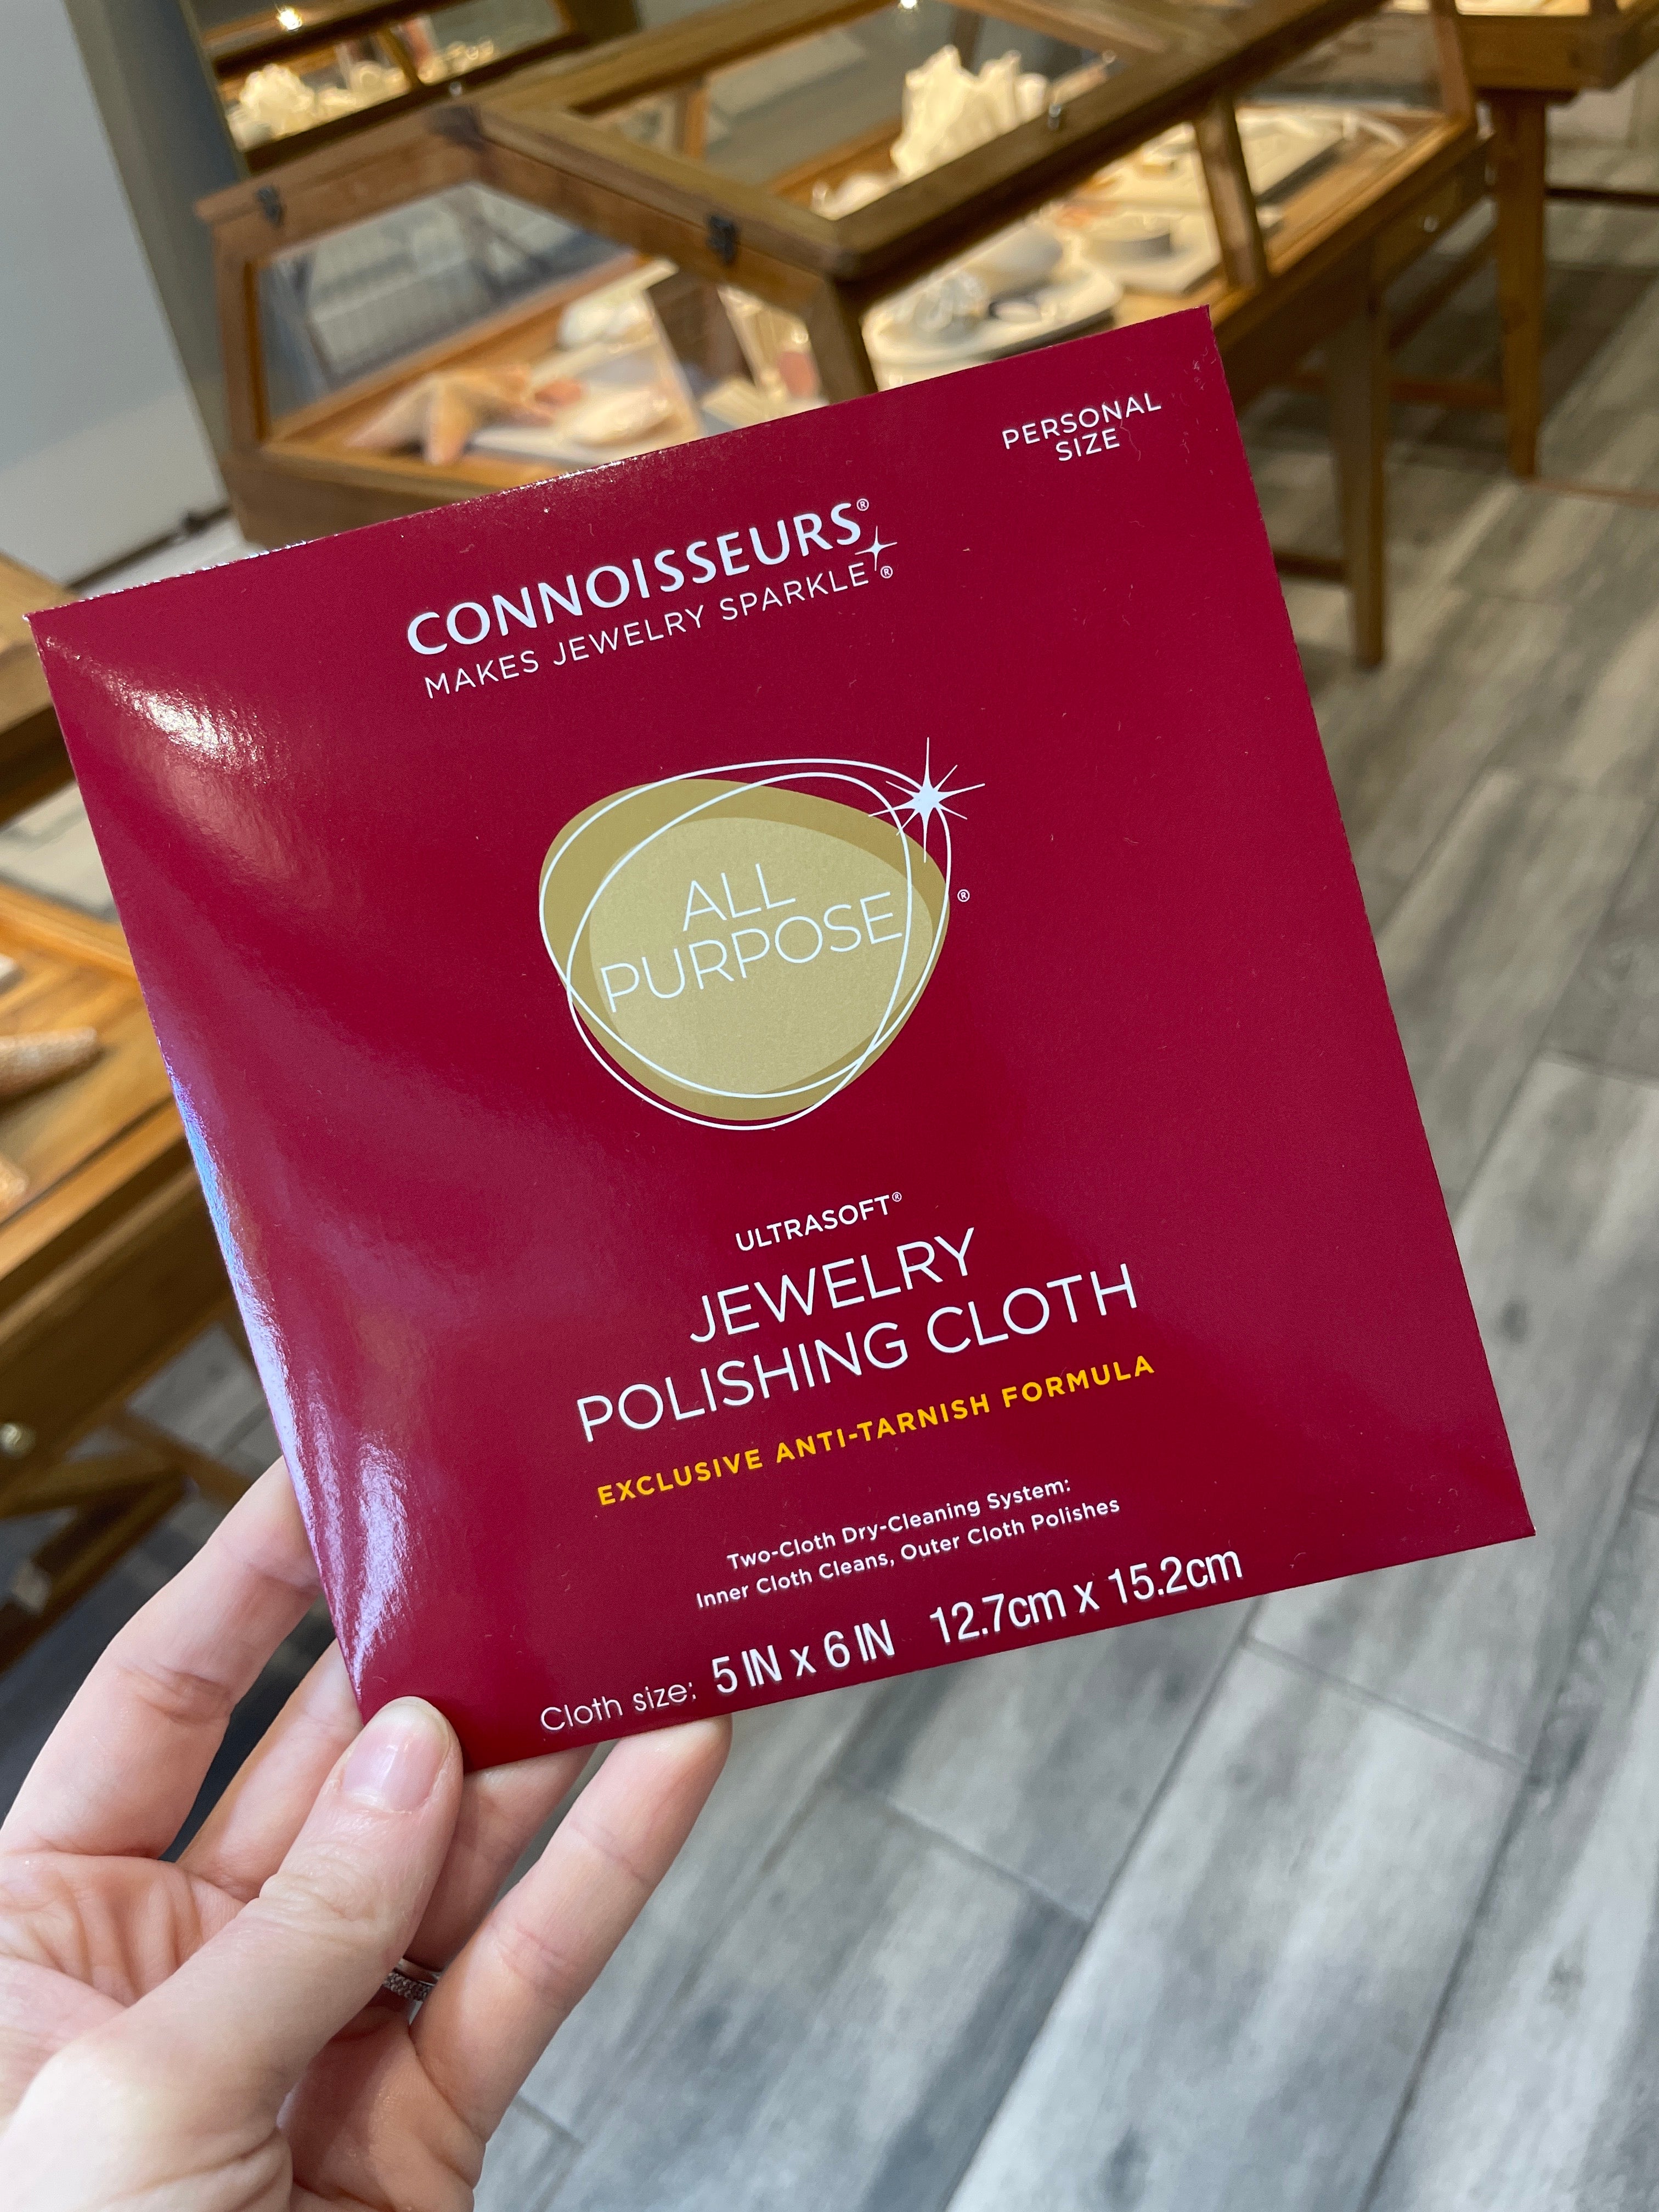 PERSONAL
SIZE
CONNOISSEURS®
MAKES JEWELRY SPARKLE®
ALL
PURPOSE
®
ULTRASOFT®
JEWELRY
POLISHING CLOTH
EXCLUSIVE ANTI-TARNISH FORMULA
Two-Cloth Dry-Cleaning System:
Inner Cloth Cleans, Outer Cloth Polishes
Cloth size: 5 IN x 6 IN 12.7cm x 15.2cm